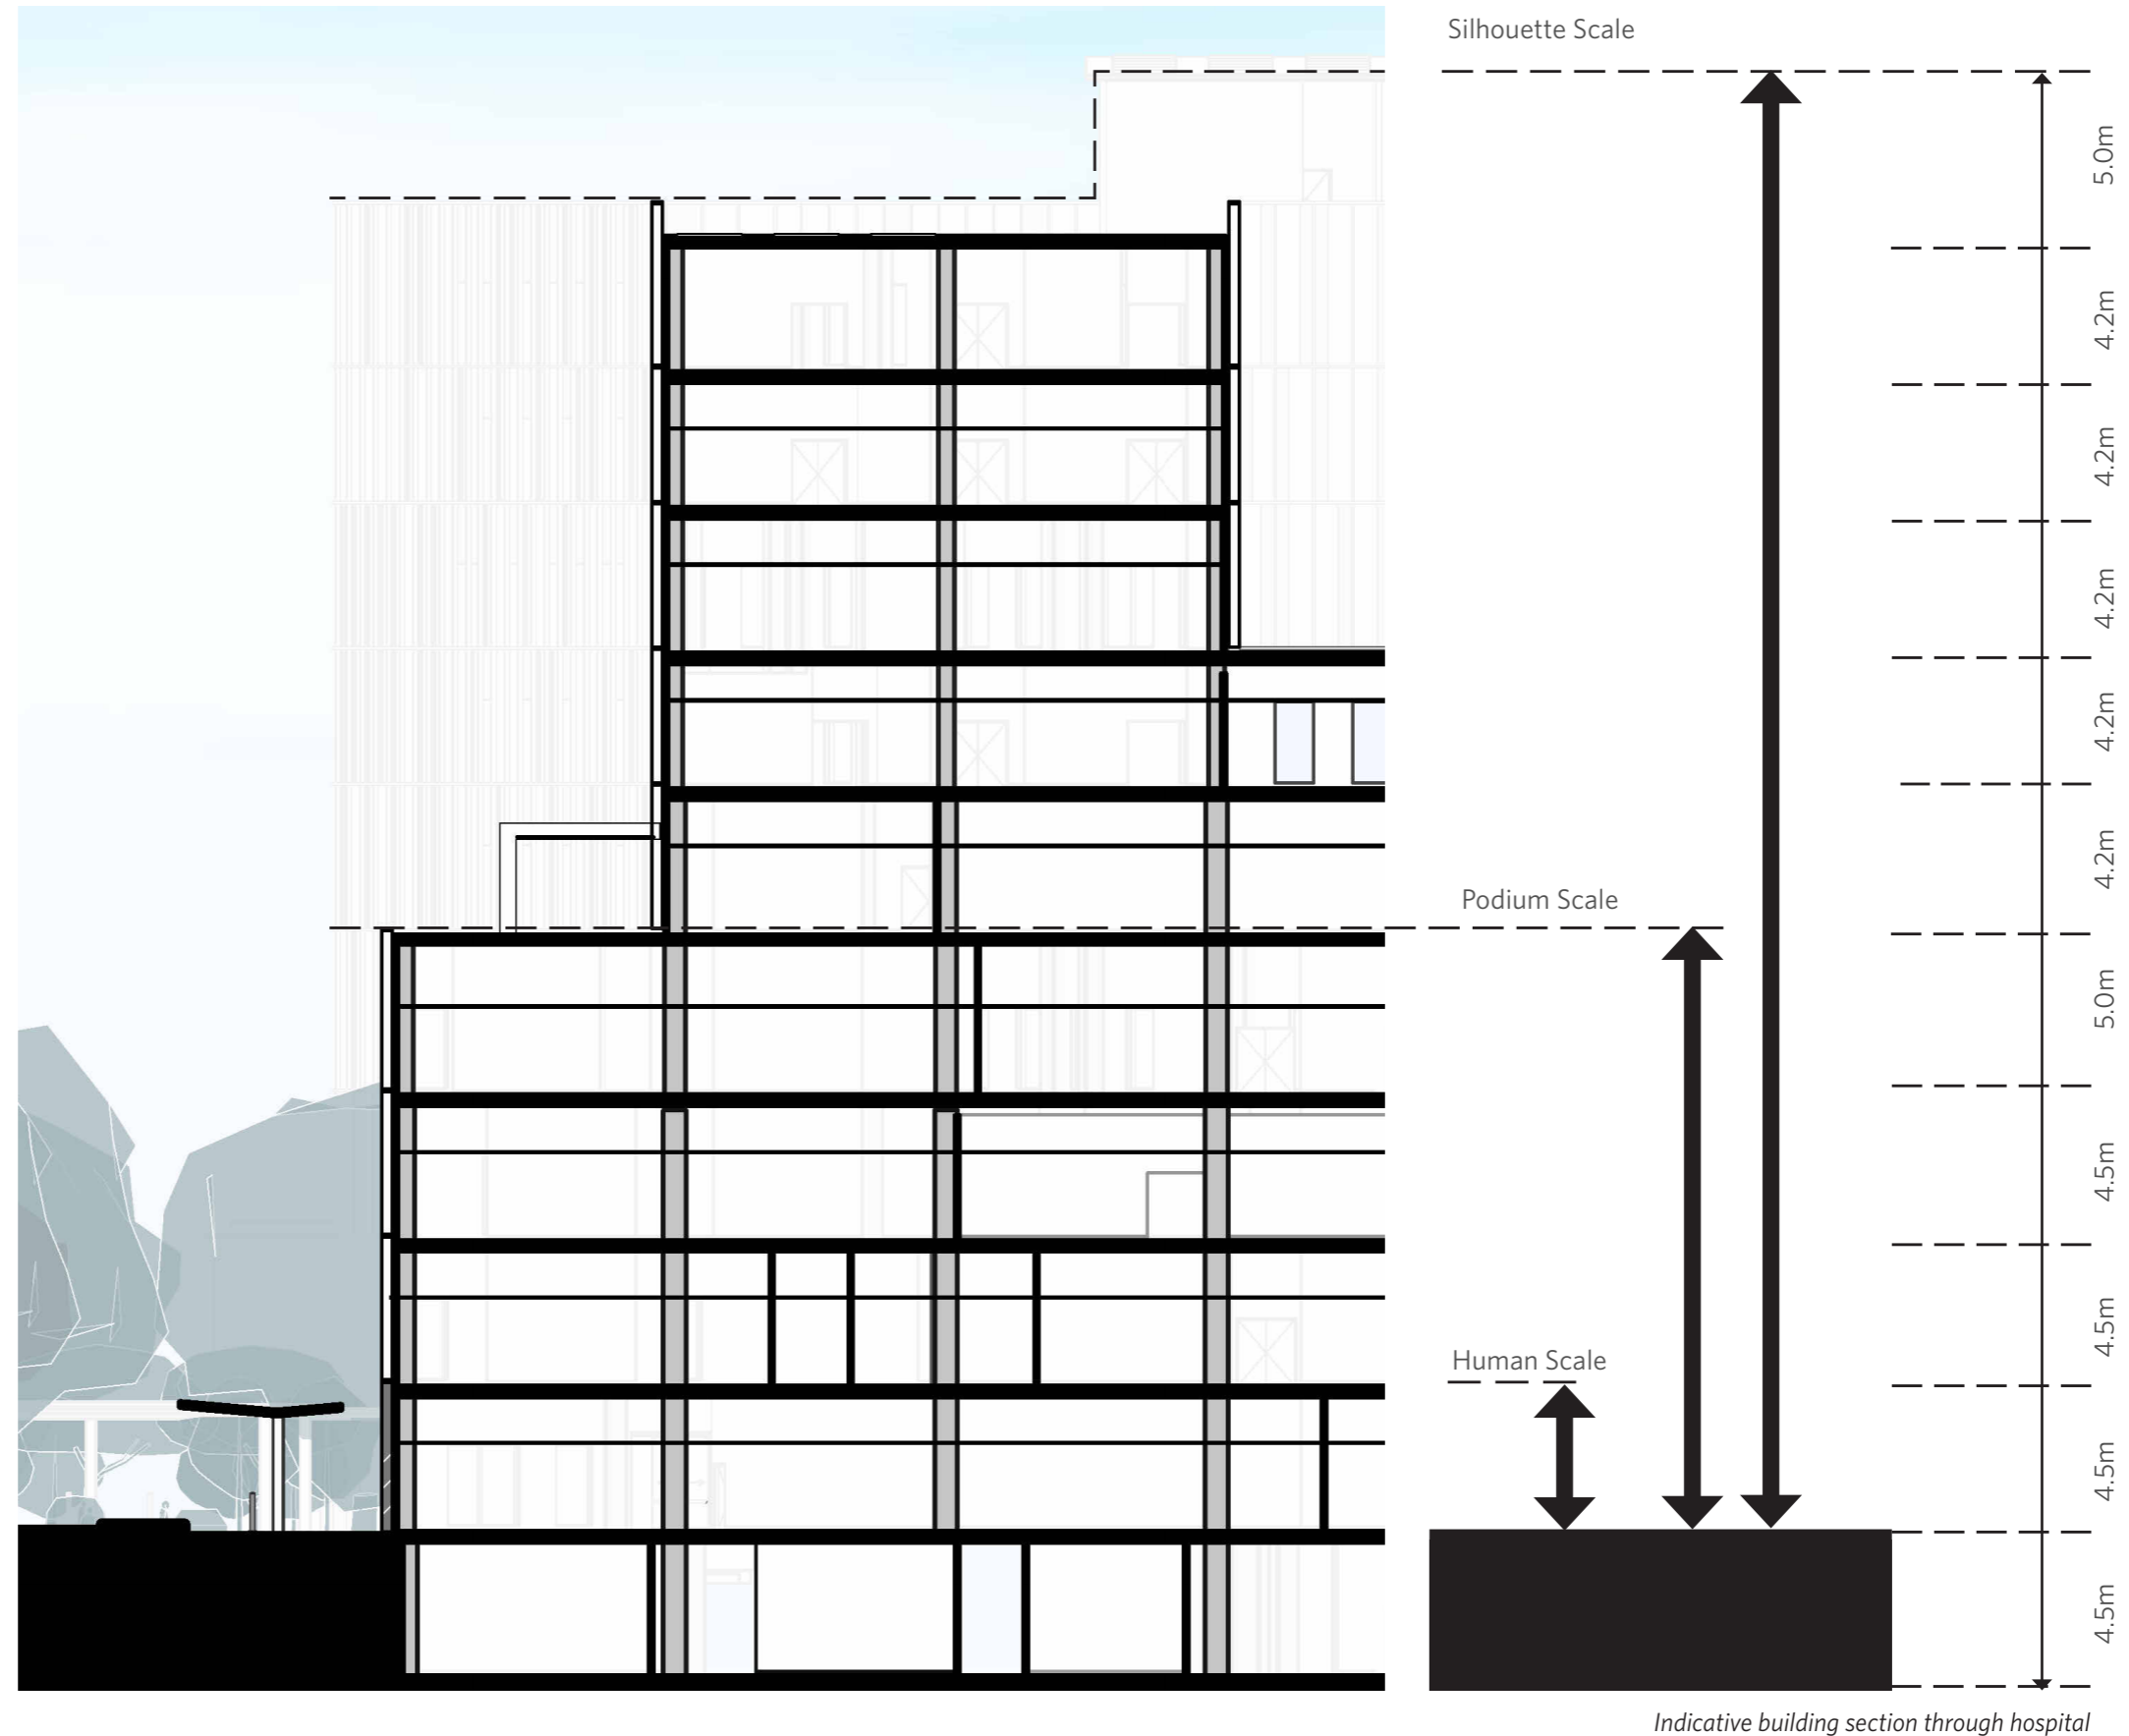 Silhouette Scale
5.0m
4.2m
4.2m
4.2m
4.2m
4.2m
Podium Scale
5.0m
4.5m
4.5m
Human Scale
4.5m
4.5m
Indicative building section through hospital